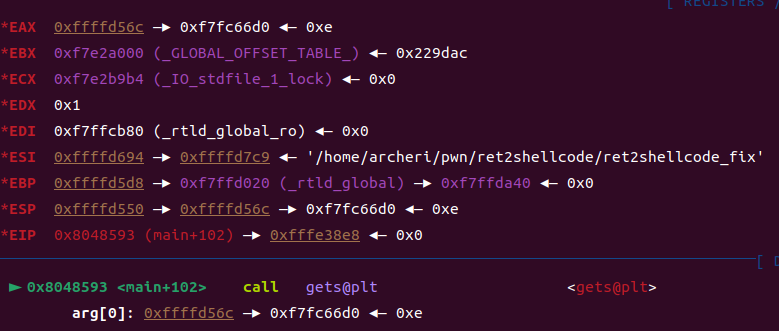 [ REGISTERS /
*EAX 0xffffd56c —▸ 0xf7fc66d0 ◂— 0xe
*EBX 0xf7e2a000 (_GLOBAL_OFFSET_TABLE_) ◂— 0x229dac
*ECX 0xf7e2b9b4 (_IO_stdfile_1_lock) ◂— 0x0
*EDX 0x1
*EDI 0xf7ffcb80 (_rtld_global_ro) ◂— 0x0
*ESI 0xffffd694 —▸ 0xffffd7c9 ◂— '/home/archeri/pwn/ret2shellcode/ret2shellcode_fix'
*EBP 0xffffd5d8 —▸ 0xf7ffd020 (_rtld_global) —▸ 0xf7ffda40 ◂— 0x0
*ESP 0xffffd550 —▸ 0xffffd56c —▸ 0xf7fc66d0 ◂— 0xe
*EIP 0x8048593 (main+102) —▸ 0xfffe38e8 ◂— 0x0
[
► 0x8048593 <main+102> call gets@plt <gets@plt>
arg[0]: 0xffffd56c —▸ 0xf7fc66d0 ◂— 0xe